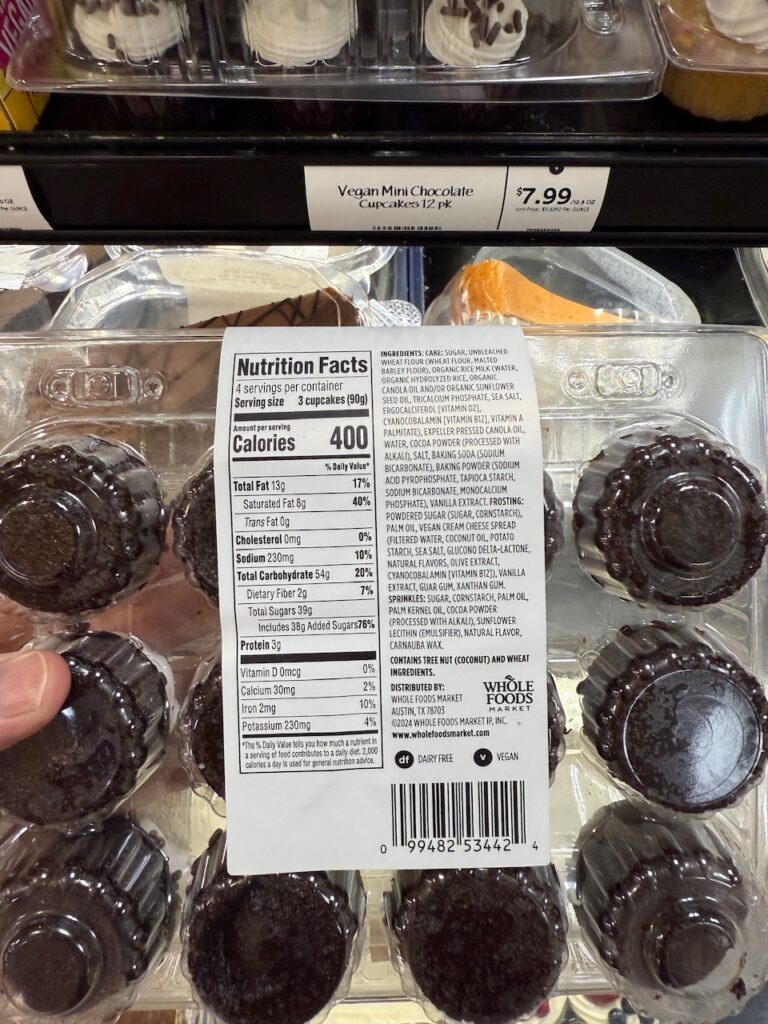 VEGAN
Vegan Mini Chocolate
Cupcakes 12 pk
$7.99 /12.8 OZ
Per OUNCE
Nutrition Facts
4 servings per container
Serving size 3 cupcakes (90g)
Amount per serving
Calories 400
% Daily Value*
Total Fat 13g 17%
Saturated Fat 8g 40%
Trans Fat 0g
Cholesterol 0mg 0%
Sodium 230mg 10%
Total Carbohydrate 54g 20%
Dietary Fiber 2g 7%
Total Sugars 39g
Includes 38g Added Sugars 76%
Protein 3g
Vitamin D 0mcg 0%
Calcium 30mg 2%
Iron 2mg 10%
Potassium 230mg 4%
*The % Daily Value tells you how much a nutrient in
a serving of food contributes to a daily diet. 2,000
calories a day is used for general nutrition advice.
INGREDIENTS: CAKE: SUGAR, UNBLEACHED
WHEAT FLOUR (WHEAT FLOUR, MALTED
BARLEY FLOUR), ORGANIC RICE MILK (WATER,
ORGANIC HYDROLYZED RICE, ORGANIC
CANOLA OIL AND/OR ORGANIC SUNFLOWER
SEED OIL, TRICALCIUM PHOSPHATE, SEA SALT,
ERGOCALCIFEROL [VITAMIN D2],
CYANOCOBALAMIN [VITAMIN B12], VITAMIN A
PALMITATE), EXPELLER PRESSED CANOLA OIL,
WATER, COCOA POWDER (PROCESSED WITH
ALKALI), SALT, BAKING SODA (SODIUM
BICARBONATE), BAKING POWDER (SODIUM
ACID PYROPHOSPHATE, TAPIOCA STARCH,
SODIUM BICARBONATE, MONOCALCIUM
PHOSPHATE), VANILLA EXTRACT. FROSTING:
POWDERED SUGAR (SUGAR, CORNSTARCH),
PALM OIL, VEGAN CREAM CHEESE SPREAD
(FILTERED WATER, COCONUT OIL, POTATO
STARCH, SEA SALT, GLUCONO DELTA-LACTONE,
NATURAL FLAVORS, OLIVE EXTRACT,
CYANOCOBALAMIN [VITAMIN B12]), VANILLA
EXTRACT, GUAR GUM, XANTHAN GUM.
SPRINKLES: SUGAR, CORNSTARCH, PALM OIL,
PALM KERNEL OIL, COCOA POWDER
(PROCESSED WITH ALKALI), SUNFLOWER
LECITHIN (EMULSIFIER), NATURAL FLAVOR,
CARNAUBA WAX.
CONTAINS TREE NUT (COCONUT) AND WHEAT
INGREDIENTS.
DISTRIBUTED BY:
WHOLE FOODS MARKET
AUSTIN, TX 78703
©2024 WHOLE FOODS MARKET IP, INC.
www.wholefoodsmarket.com
WHOLE
FOODS
MARKET
df DAIRY FREE V VEGAN
0 99482 53442 4